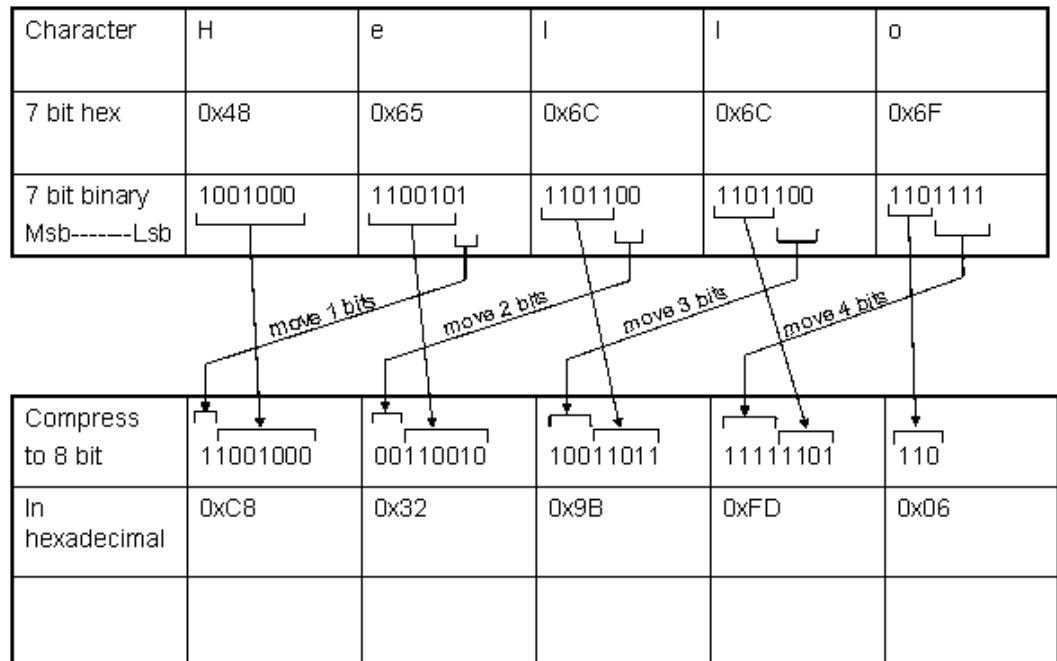 Character H e l l o
7 bit hex 0x48 0x65 0x6C 0x6C 0x6F
7 bit binary 1001000 1100101 1101100 1101100 1101111
Msb-------Lsb
move 1 bits move 2 bits move 3 bits move 4 bits
Compress
to 8 bit 11001000 00110010 10011011 11111101 110
In 0xC8 0x32 0x9B 0xFD 0x06
hexadecimal